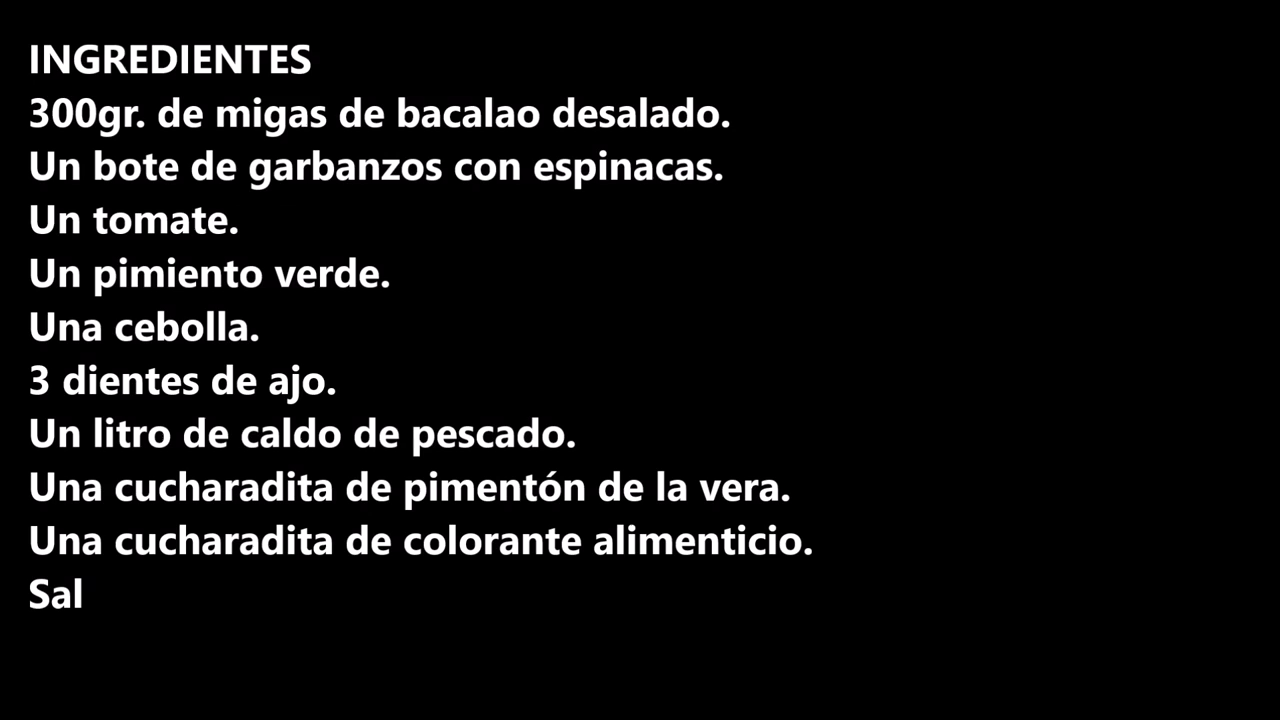 INGREDIENTES
300gr. de migas de bacalao desalado.
Un bote de garbanzos con espinacas.
Un tomate.
Un pimiento verde.
Una cebolla.
3 dientes de ajo.
Un litro de caldo de pescado.
Una cucharadita de pimentón de la vera.
Una cucharadita de colorante alimenticio.
Sal